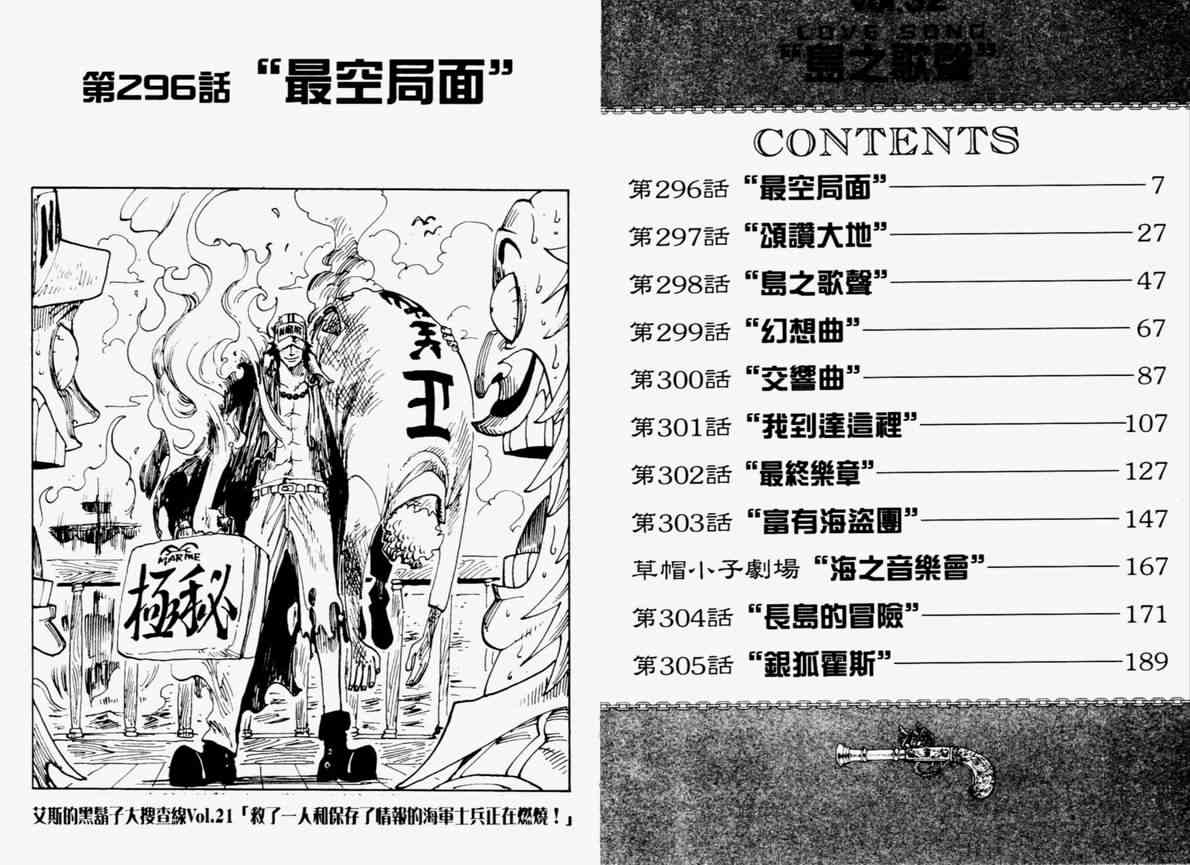 第296話 “最空局面”
MARINE
極秘
正義
艾斯的黑鬍子大搜查線Vol.21「救了一人和保存了情報的海軍士兵正在燃燒！」
VOL.32
LOVE SONG
“島之歌聲”
CONTENTS
第296話 “最空局面” 7
第297話 “頌讚大地” 27
第298話 “島之歌聲” 47
第299話 “幻想曲” 67
第300話 “交響曲” 87
第301話 “我到達這裡” 107
第302話 “最終樂章” 127
第303話 “富有海盜團” 147
草帽小子劇場 “海之音樂會” 167
第304話 “長島的冒險” 171
第305話 “銀狐霍斯” 189